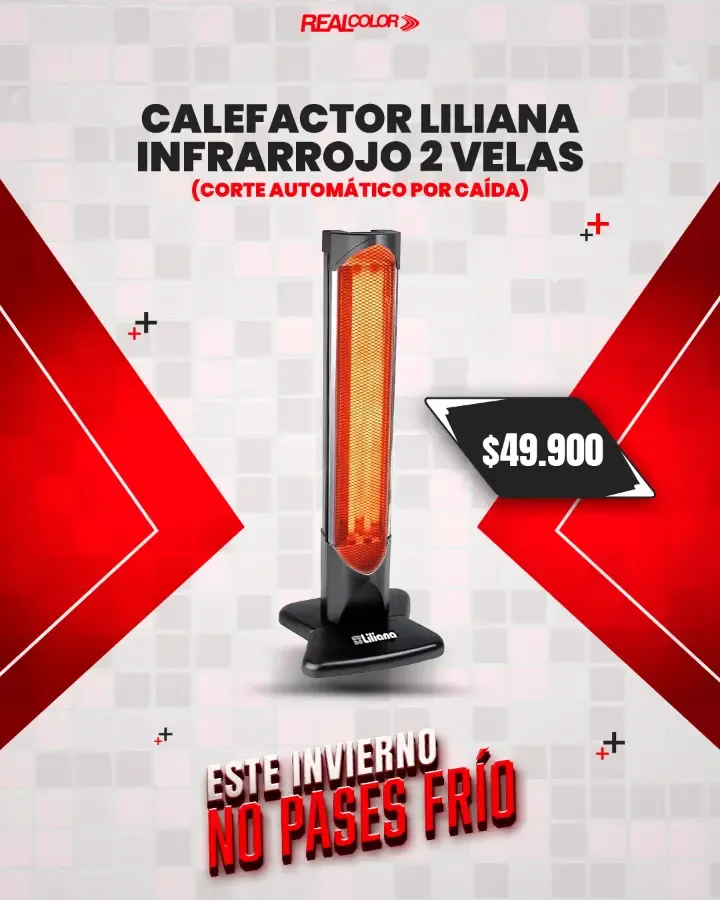 REALCOLOR
CALEFACTOR LILIANA
INFRARROJO 2 VELAS
(CORTE AUTOMÁTICO POR CAÍDA)
$49.900
Liliana
ESTE INVIERNO
NO PASES FRÍO